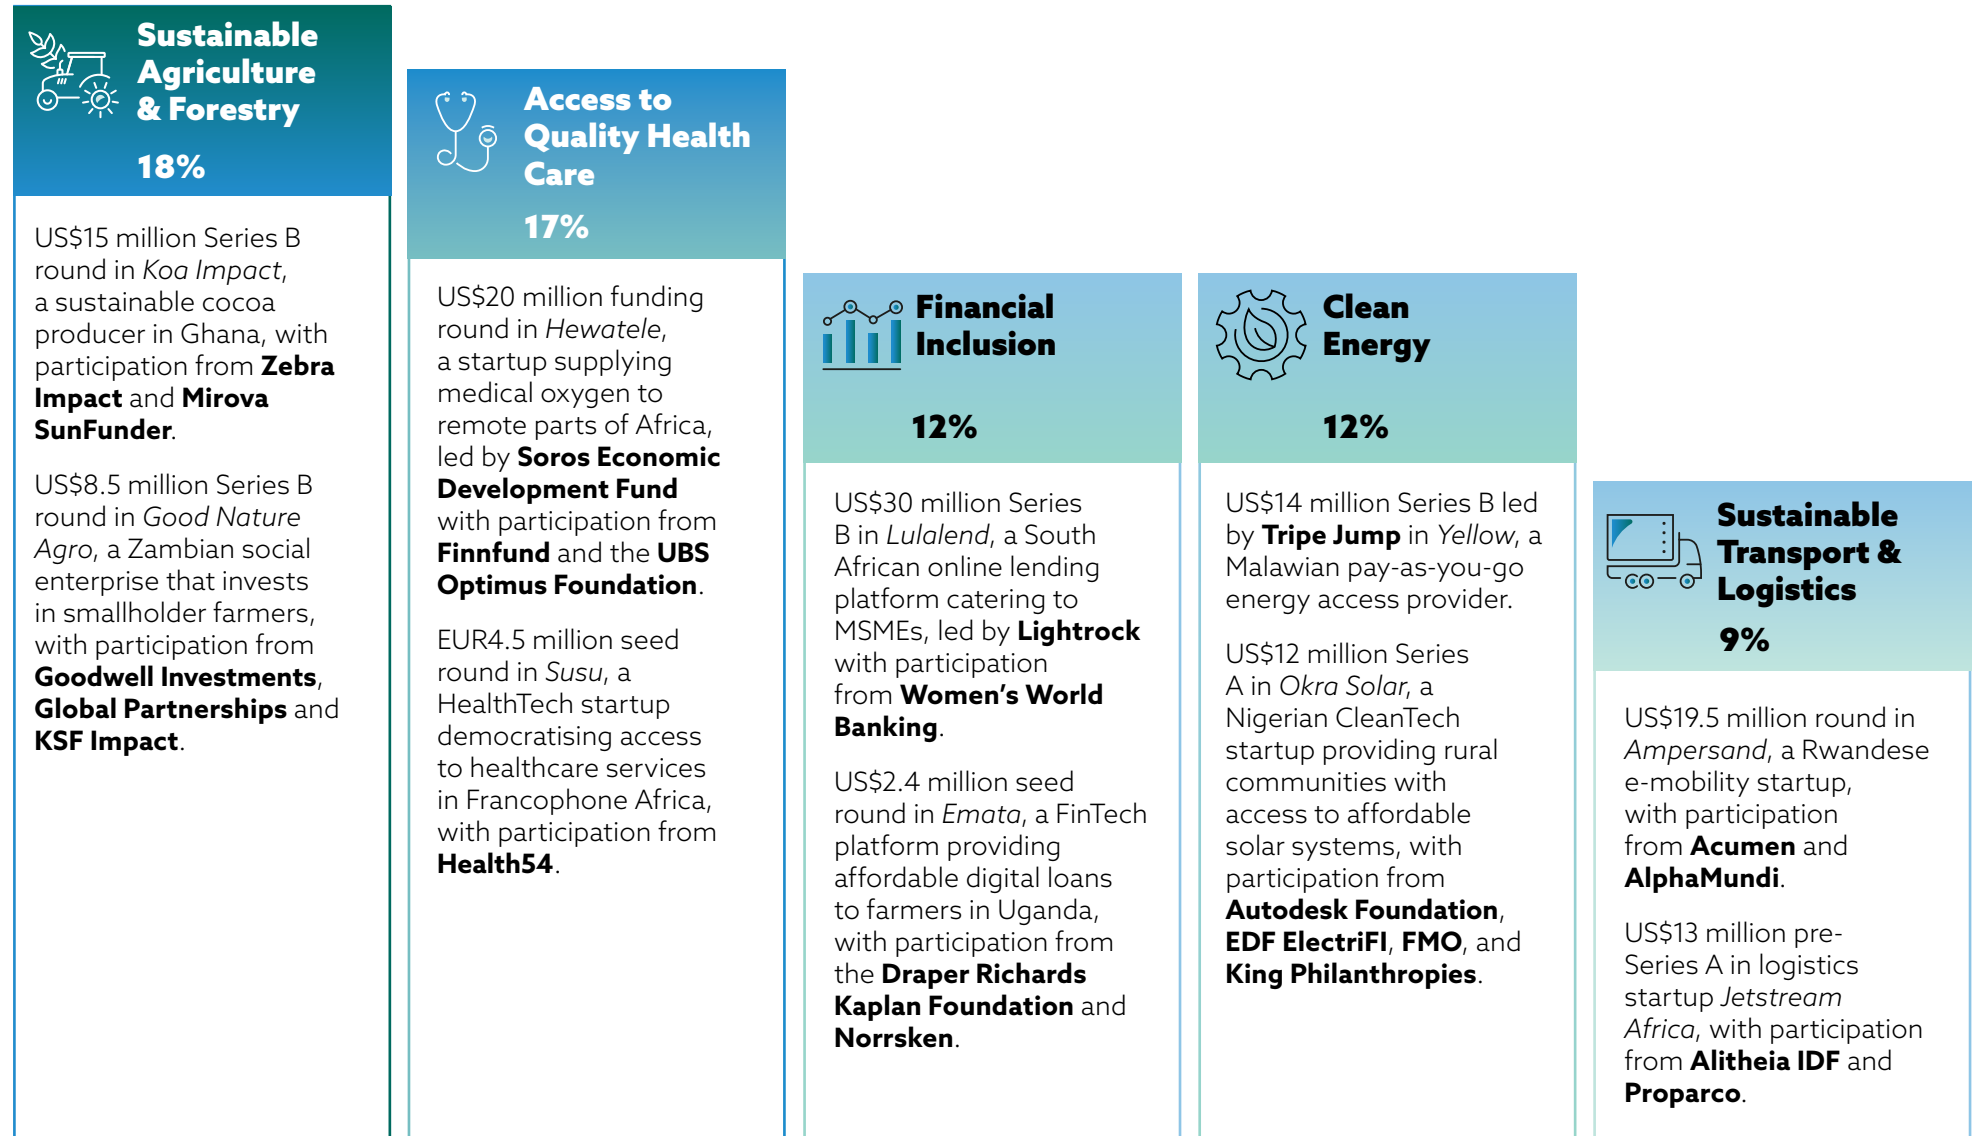 Sustainable
Agriculture
& Forestry
18%
US$15 million Series B
round in Koa Impact,
a sustainable cocoa
producer in Ghana, with
participation from Zebra
Impact and Mirova
SunFunder.
US$8.5 million Series B
round in Good Nature
Agro, a Zambian social
enterprise that invests
in smallholder farmers,
with participation from
Goodwell Investments,
Global Partnerships and
KSF Impact.
Access to
Quality Health
Care
17%
US$20 million funding
round in Hewatele,
a startup supplying
medical oxygen to
remote parts of Africa,
led by Soros Economic
Development Fund
with participation from
Finnfund and the UBS
Optimus Foundation.
EUR4.5 million seed
round in Susu, a
HealthTech startup
democratising access
to healthcare services
in Francophone Africa,
with participation from
Health54.
Financial
Inclusion
12%
US$30 million Series
B in Lulalend, a South
African online lending
platform catering to
MSMEs, led by Lightrock
with participation
from Women’s World
Banking.
US$2.4 million seed
round in Emata, a FinTech
platform providing
affordable digital loans
to farmers in Uganda,
with participation from
the Draper Richards
Kaplan Foundation and
Norrsken.
Clean
Energy
12%
US$14 million Series B led
by Tripe Jump in Yellow, a
Malawian pay-as-you-go
energy access provider.
US$12 million Series
A in Okra Solar, a
Nigerian CleanTech
startup providing rural
communities with
access to affordable
solar systems, with
participation from
Autodesk Foundation,
EDF ElectriFI, FMO, and
King Philanthropies.
Sustainable
Transport &
Logistics
9%
US$19.5 million round in
Ampersand, a Rwandese
e-mobility startup,
with participation
from Acumen and
AlphaMundi.
US$13 million pre-
Series A in logistics
startup Jetstream
Africa, with participation
from Alitheia IDF and
Proparco.